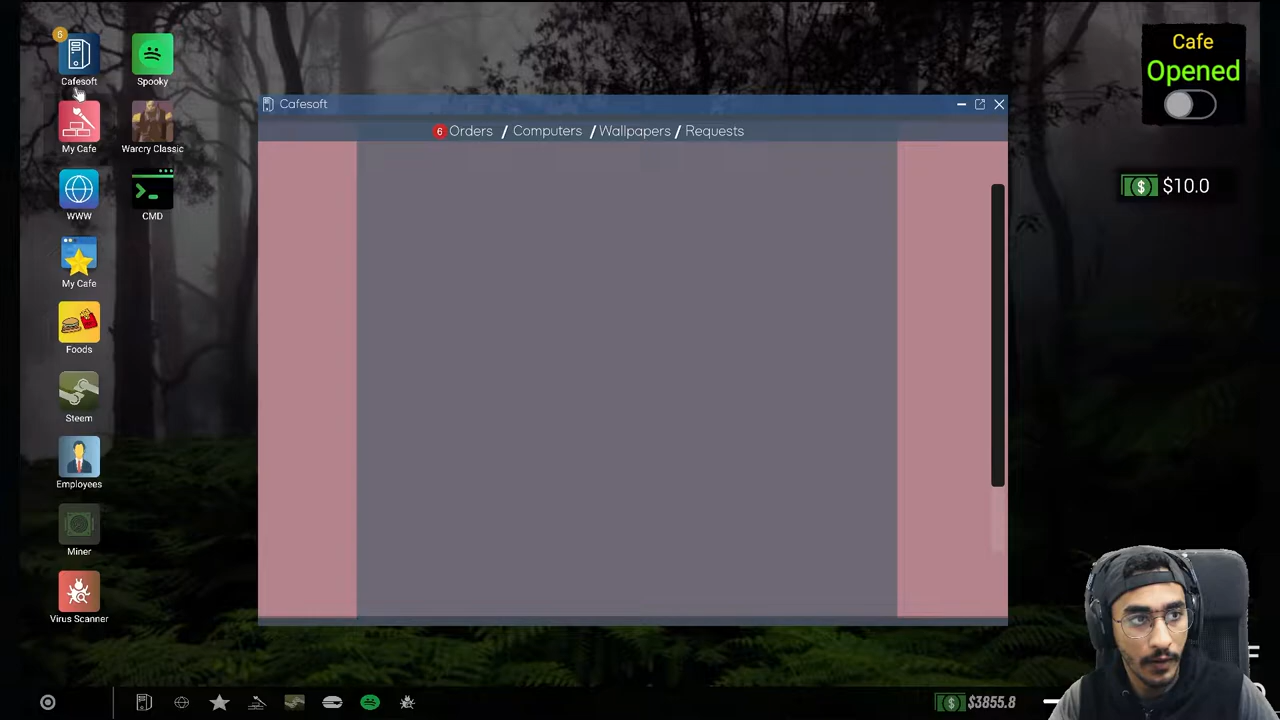 6
Cafesoft
Spooky
My Cafe
Warcry Classic
WWW
CMD
My Cafe
Foods
Steem
Employees
Miner
Virus Scanner
Cafesoft
6 Orders / Computers / Wallpapers / Requests
Cafe
Opened
$10.0
$3855.8